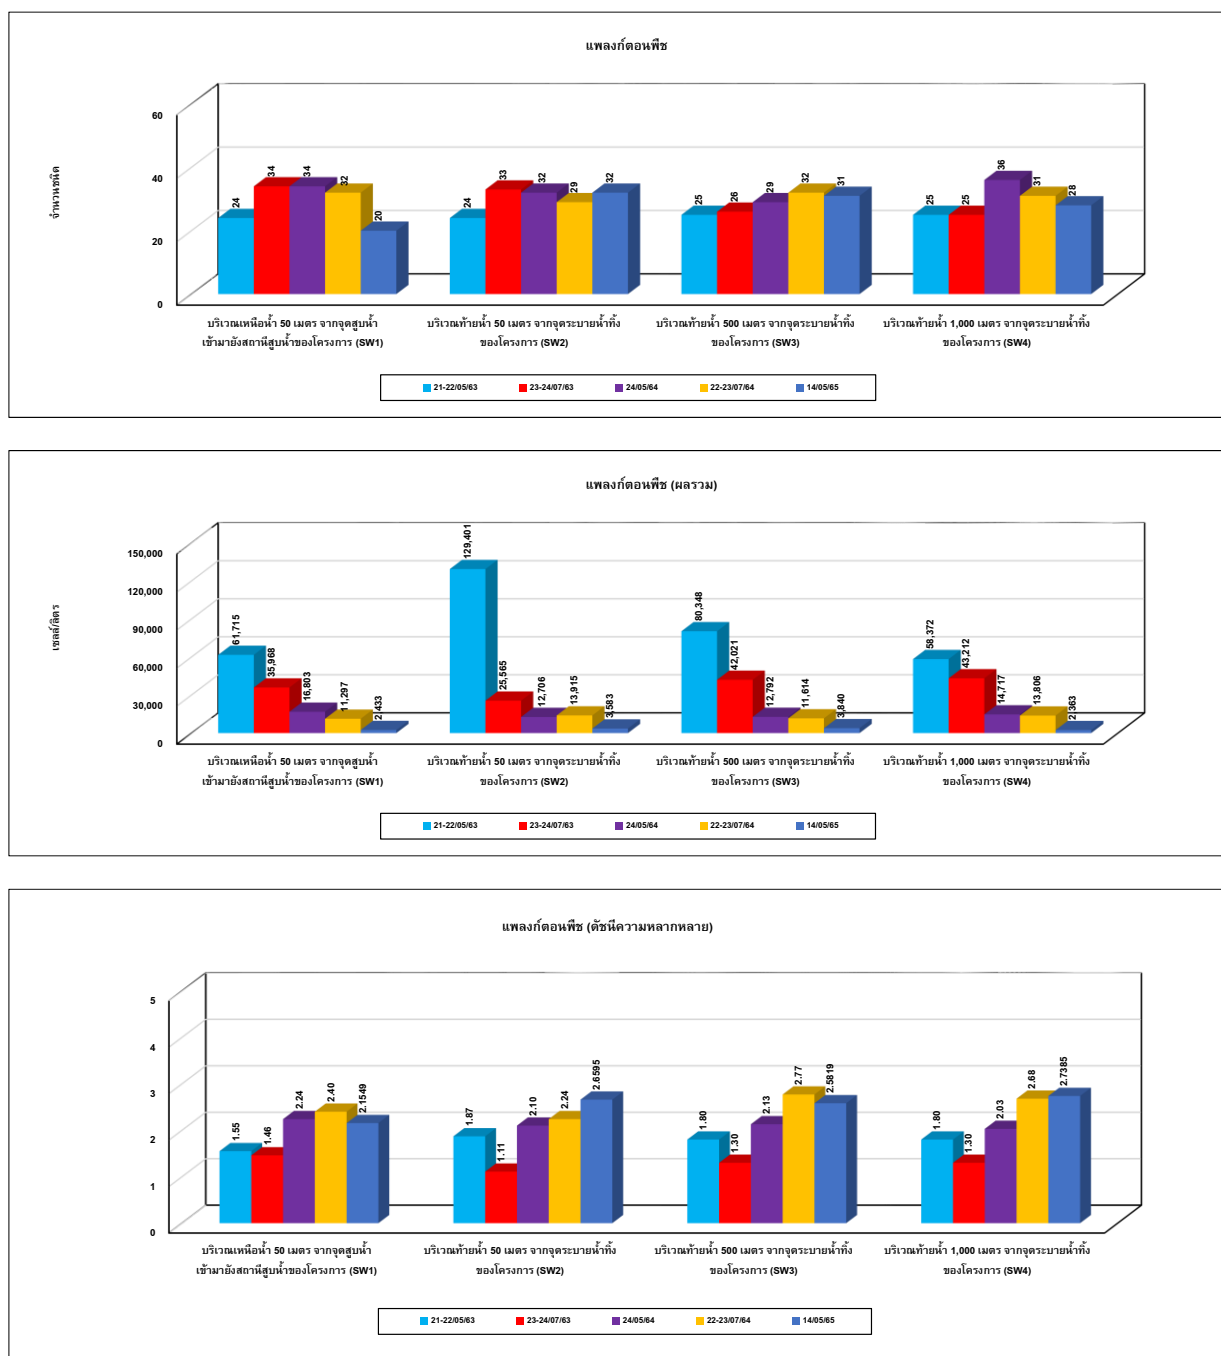 แพลงก์ตอนพืช
จำนวนชนิด
60
40
20
0
24 34 34 32 20
24 33 32 29 32
25 26 29 32 31
25 25 36 31 28
บริเวณเหนือน้ำ 50 เมตร จากจุดสูบน้ำ
เข้ามายังสถานีสูบน้ำของโครงการ (SW1)
บริเวณท้ายน้ำ 50 เมตร จากจุดระบายน้ำทิ้ง
ของโครงการ (SW2)
บริเวณท้ายน้ำ 500 เมตร จากจุดระบายน้ำทิ้ง
ของโครงการ (SW3)
บริเวณท้ายน้ำ 1,000 เมตร จากจุดระบายน้ำทิ้ง
ของโครงการ (SW4)
21-22/05/63 23-24/07/63 24/05/64 22-23/07/64 14/05/65
แพลงก์ตอนพืช (ผลรวม)
เซลล์/ลิตร
150,000
120,000
90,000
60,000
30,000
0
61,715 35,968 16,803 11,297 2,433
129,401 25,565 12,706 13,915 3,583
80,348 42,021 12,792 11,614 3,840
58,372 43,212 14,717 13,806 2,363
บริเวณเหนือน้ำ 50 เมตร จากจุดสูบน้ำ
เข้ามายังสถานีสูบน้ำของโครงการ (SW1)
บริเวณท้ายน้ำ 50 เมตร จากจุดระบายน้ำทิ้ง
ของโครงการ (SW2)
บริเวณท้ายน้ำ 500 เมตร จากจุดระบายน้ำทิ้ง
ของโครงการ (SW3)
บริเวณท้ายน้ำ 1,000 เมตร จากจุดระบายน้ำทิ้ง
ของโครงการ (SW4)
21-22/05/63 23-24/07/63 24/05/64 22-23/07/64 14/05/65
แพลงก์ตอนพืช (ดัชนีความหลากหลาย)
5
4
3
2
1
0
1.55 1.46 2.24 2.40 2.1549
1.87 1.11 2.10 2.24 2.6595
1.80 1.30 2.13 2.77 2.5819
1.80 1.30 2.03 2.68 2.7385
บริเวณเหนือน้ำ 50 เมตร จากจุดสูบน้ำ
เข้ามายังสถานีสูบน้ำของโครงการ (SW1)
บริเวณท้ายน้ำ 50 เมตร จากจุดระบายน้ำทิ้ง
ของโครงการ (SW2)
บริเวณท้ายน้ำ 500 เมตร จากจุดระบายน้ำทิ้ง
ของโครงการ (SW3)
บริเวณท้ายน้ำ 1,000 เมตร จากจุดระบายน้ำทิ้ง
ของโครงการ (SW4)
21-22/05/63 23-24/07/63 24/05/64 22-23/07/64 14/05/65